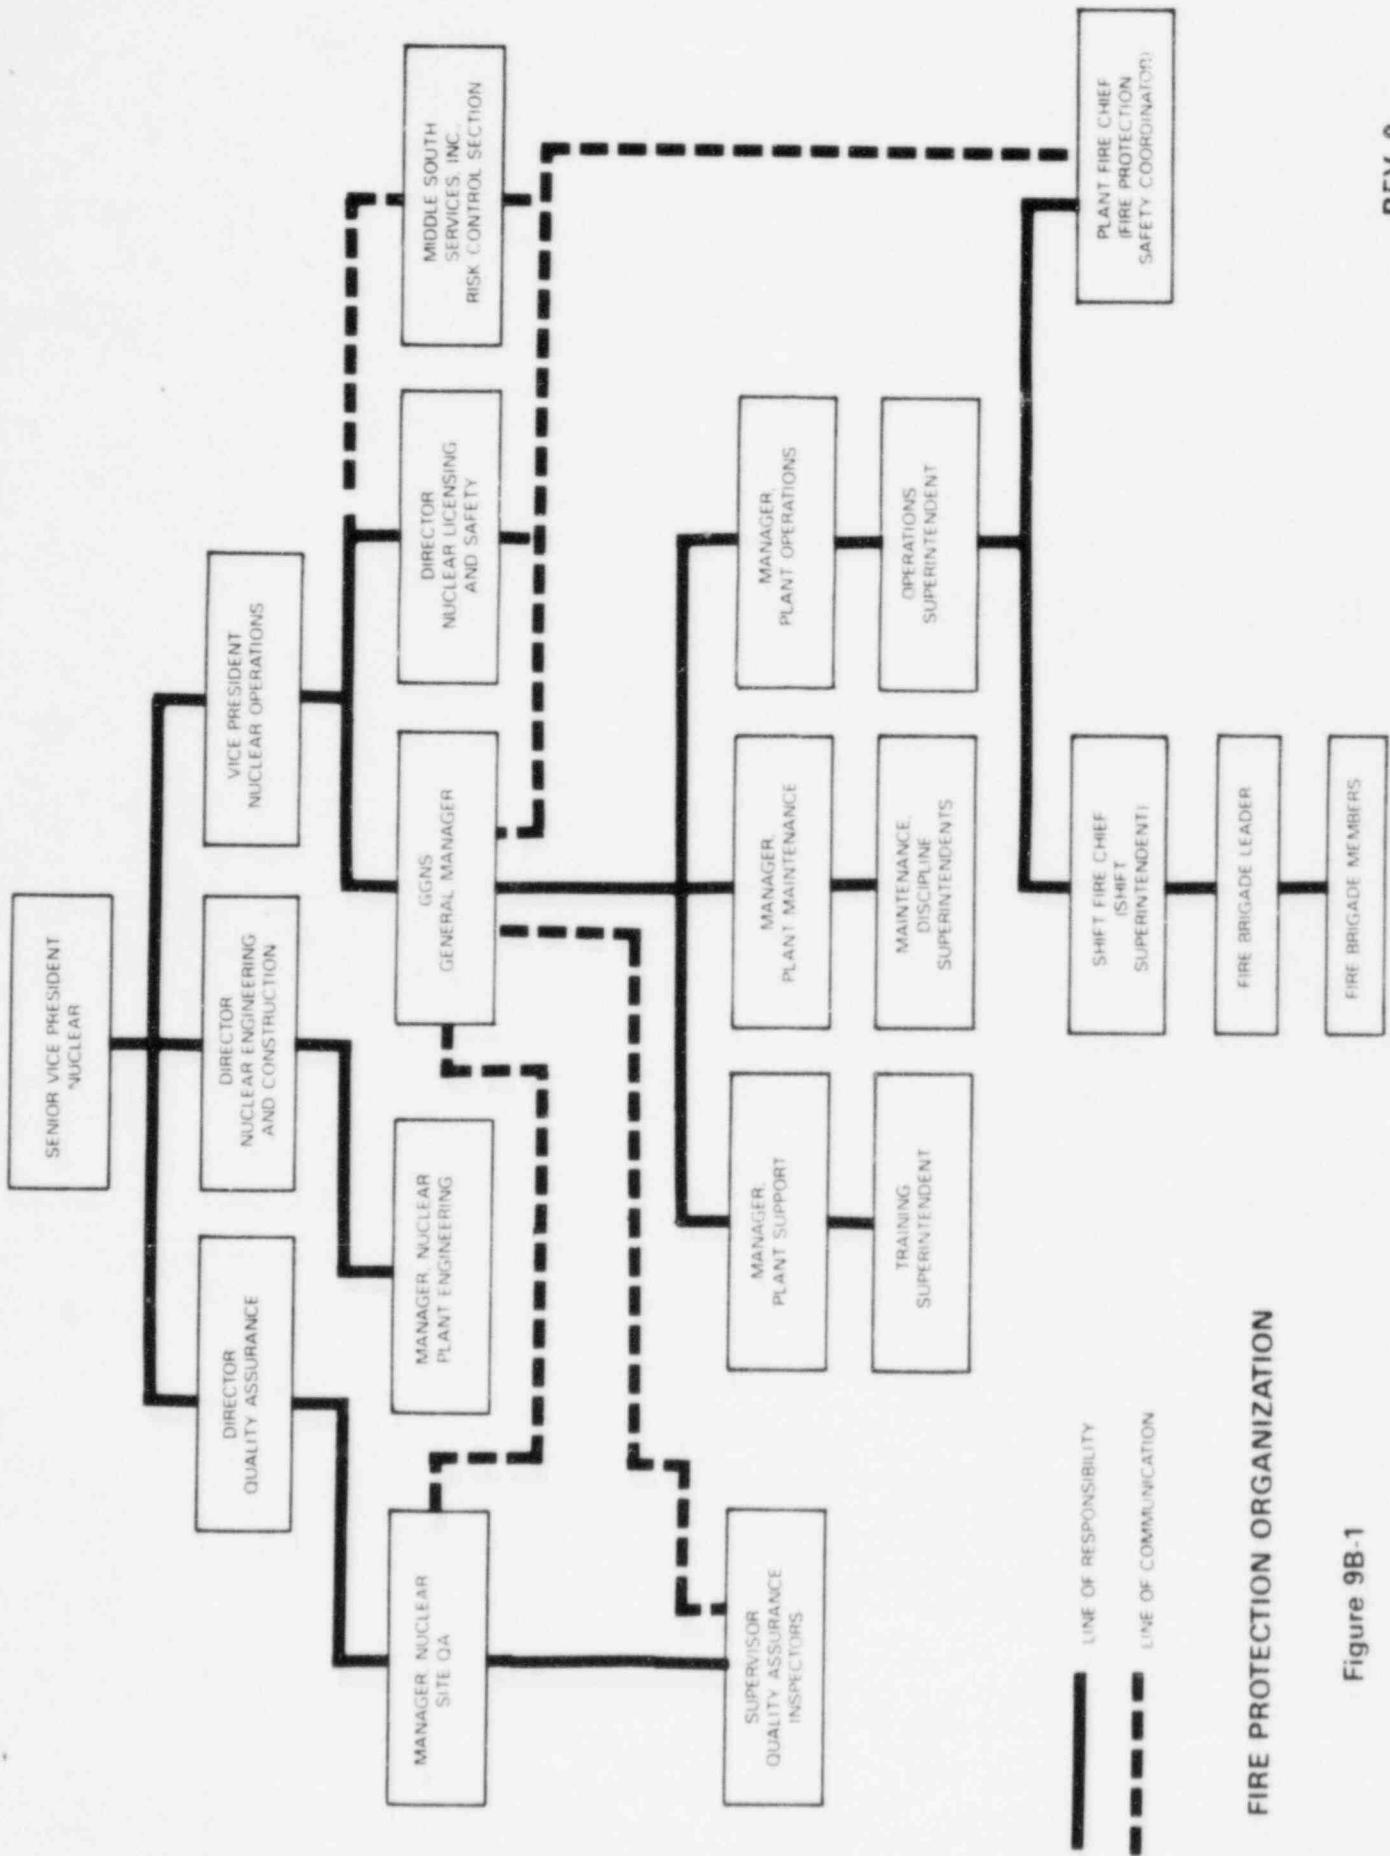 SENIOR VICE PRESIDENT
NUCLEAR
DIRECTOR
QUALITY ASSURANCE
DIRECTOR
NUCLEAR ENGINEERING
AND CONSTRUCTION
VICE PRESIDENT
NUCLEAR OPERATIONS
MANAGER, NUCLEAR
SITE QA
MANAGER, NUCLEAR
PLANT ENGINEERING
GGNS
GENERAL MANAGER
DIRECTOR
NUCLEAR LICENSING
AND SAFETY
MIDDLE SOUTH
SERVICES, INC.
RISK CONTROL SECTION
SUPERVISOR
QUALITY ASSURANCE
INSPECTORS
MANAGER,
PLANT SUPPORT
MANAGER,
PLANT MAINTENANCE
MANAGER,
PLANT OPERATIONS
TRAINING
SUPERINTENDENT
MAINTENANCE,
DISCIPLINE
SUPERINTENDENTS
OPERATIONS
SUPERINTENDENT
SHIFT FIRE CHIEF
(SHIFT
SUPERINTENDENT)
PLANT FIRE CHIEF
(FIRE PROTECTION
SAFETY COORDINATOR)
FIRE BRIGADE LEADER
FIRE BRIGADE MEMBERS
LINE OF RESPONSIBILITY
LINE OF COMMUNICATION
FIRE PROTECTION ORGANIZATION
Figure 9B-1